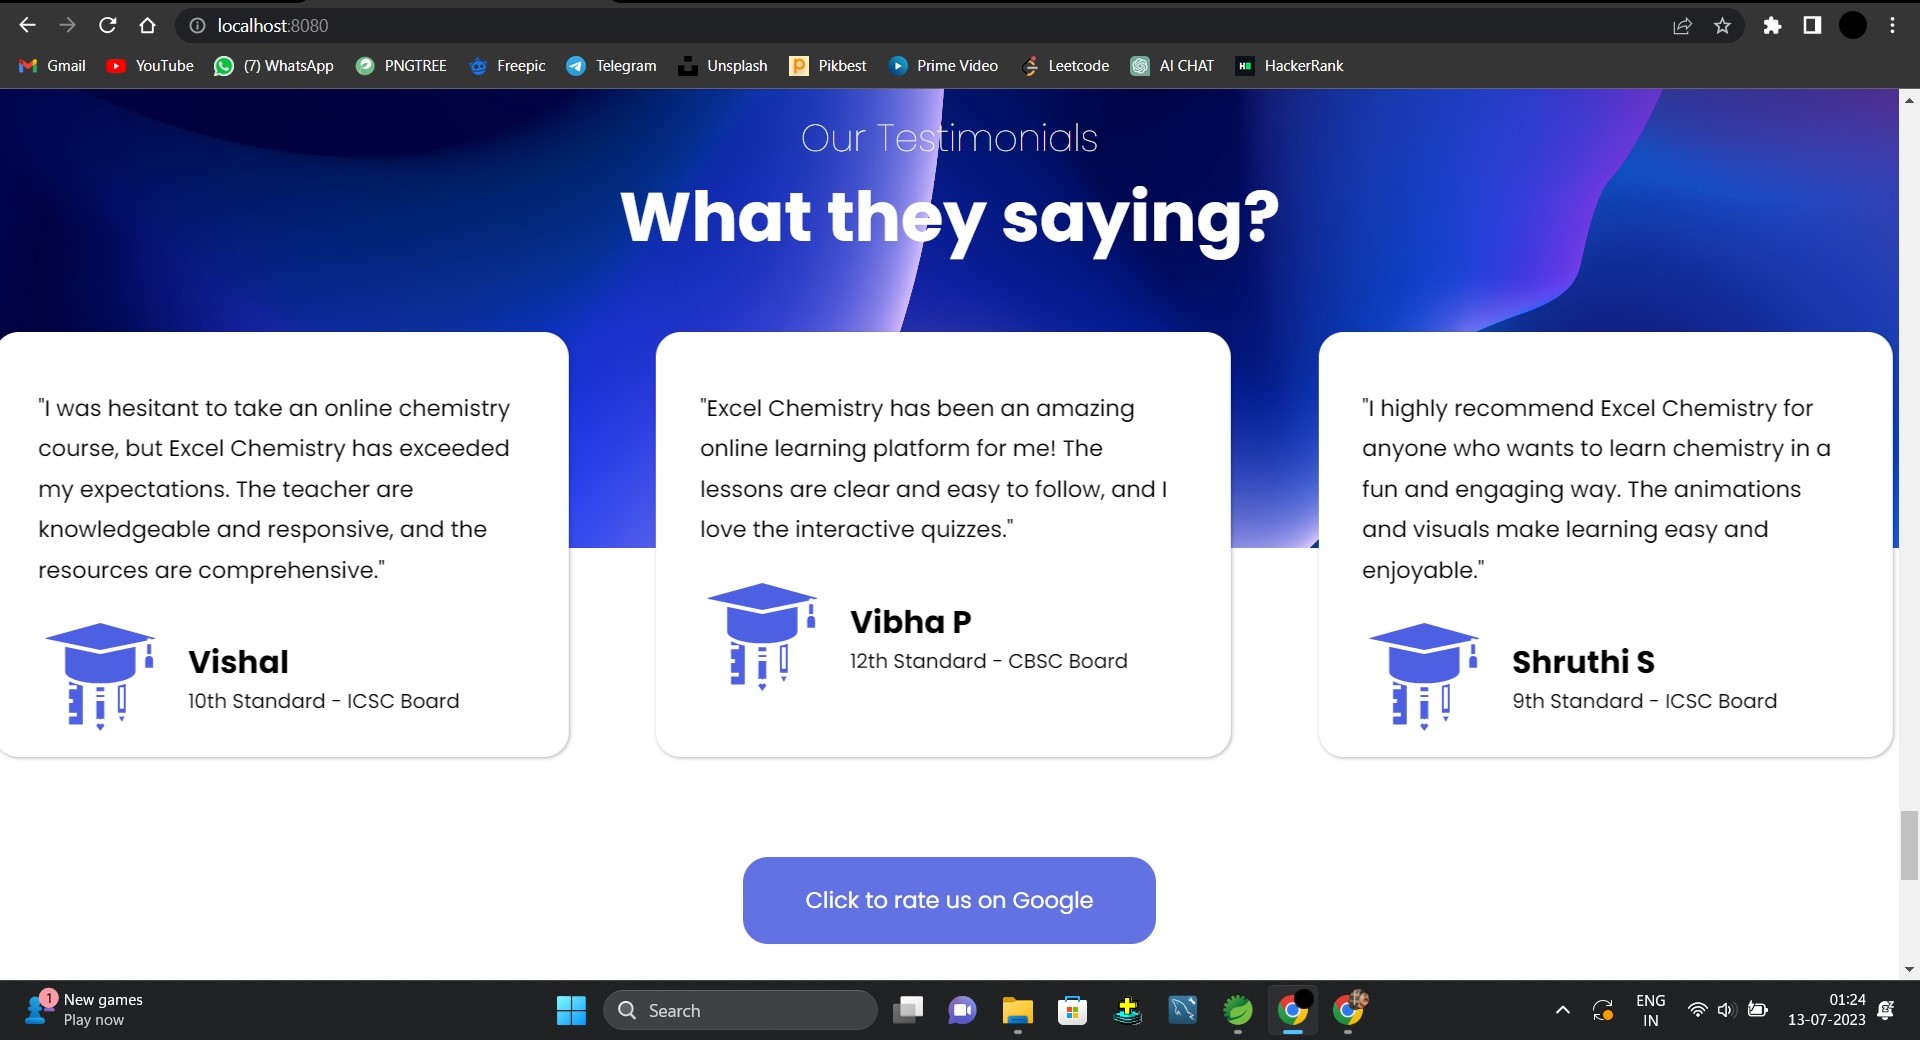 localhost:8080
Gmail YouTube (7) WhatsApp PNGTREE Freepic Telegram Unsplash Pikbest Prime Video Leetcode AI CHAT HackerRank
Our Testimonials
What they saying?
"I was hesitant to take an online chemistry
course, but Excel Chemistry has exceeded
my expectations. The teacher are
knowledgeable and responsive, and the
resources are comprehensive."
Vishal
10th Standard - ICSC Board
"Excel Chemistry has been an amazing
online learning platform for me! The
lessons are clear and easy to follow, and I
love the interactive quizzes."
Vibha P
12th Standard - CBSC Board
"I highly recommend Excel Chemistry for
anyone who wants to learn chemistry in a
fun and engaging way. The animations
and visuals make learning easy and
enjoyable."
Shruthi S
9th Standard - ICSC Board
Click to rate us on Google
1
New games
Play now
Search
ENG
IN
01:24
13-07-2023